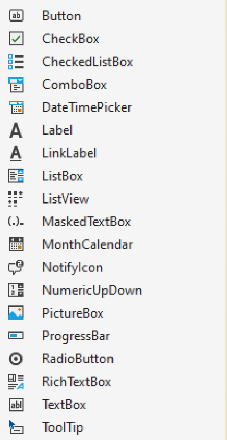 Button
CheckBox
CheckedListBox
ComboBox
DateTimePicker
Label
LinkLabel
ListBox
ListView
MaskedTextBox
MonthCalendar
NotifyIcon
NumericUpDown
PictureBox
ProgressBar
RadioButton
RichTextBox
TextBox
ToolTip